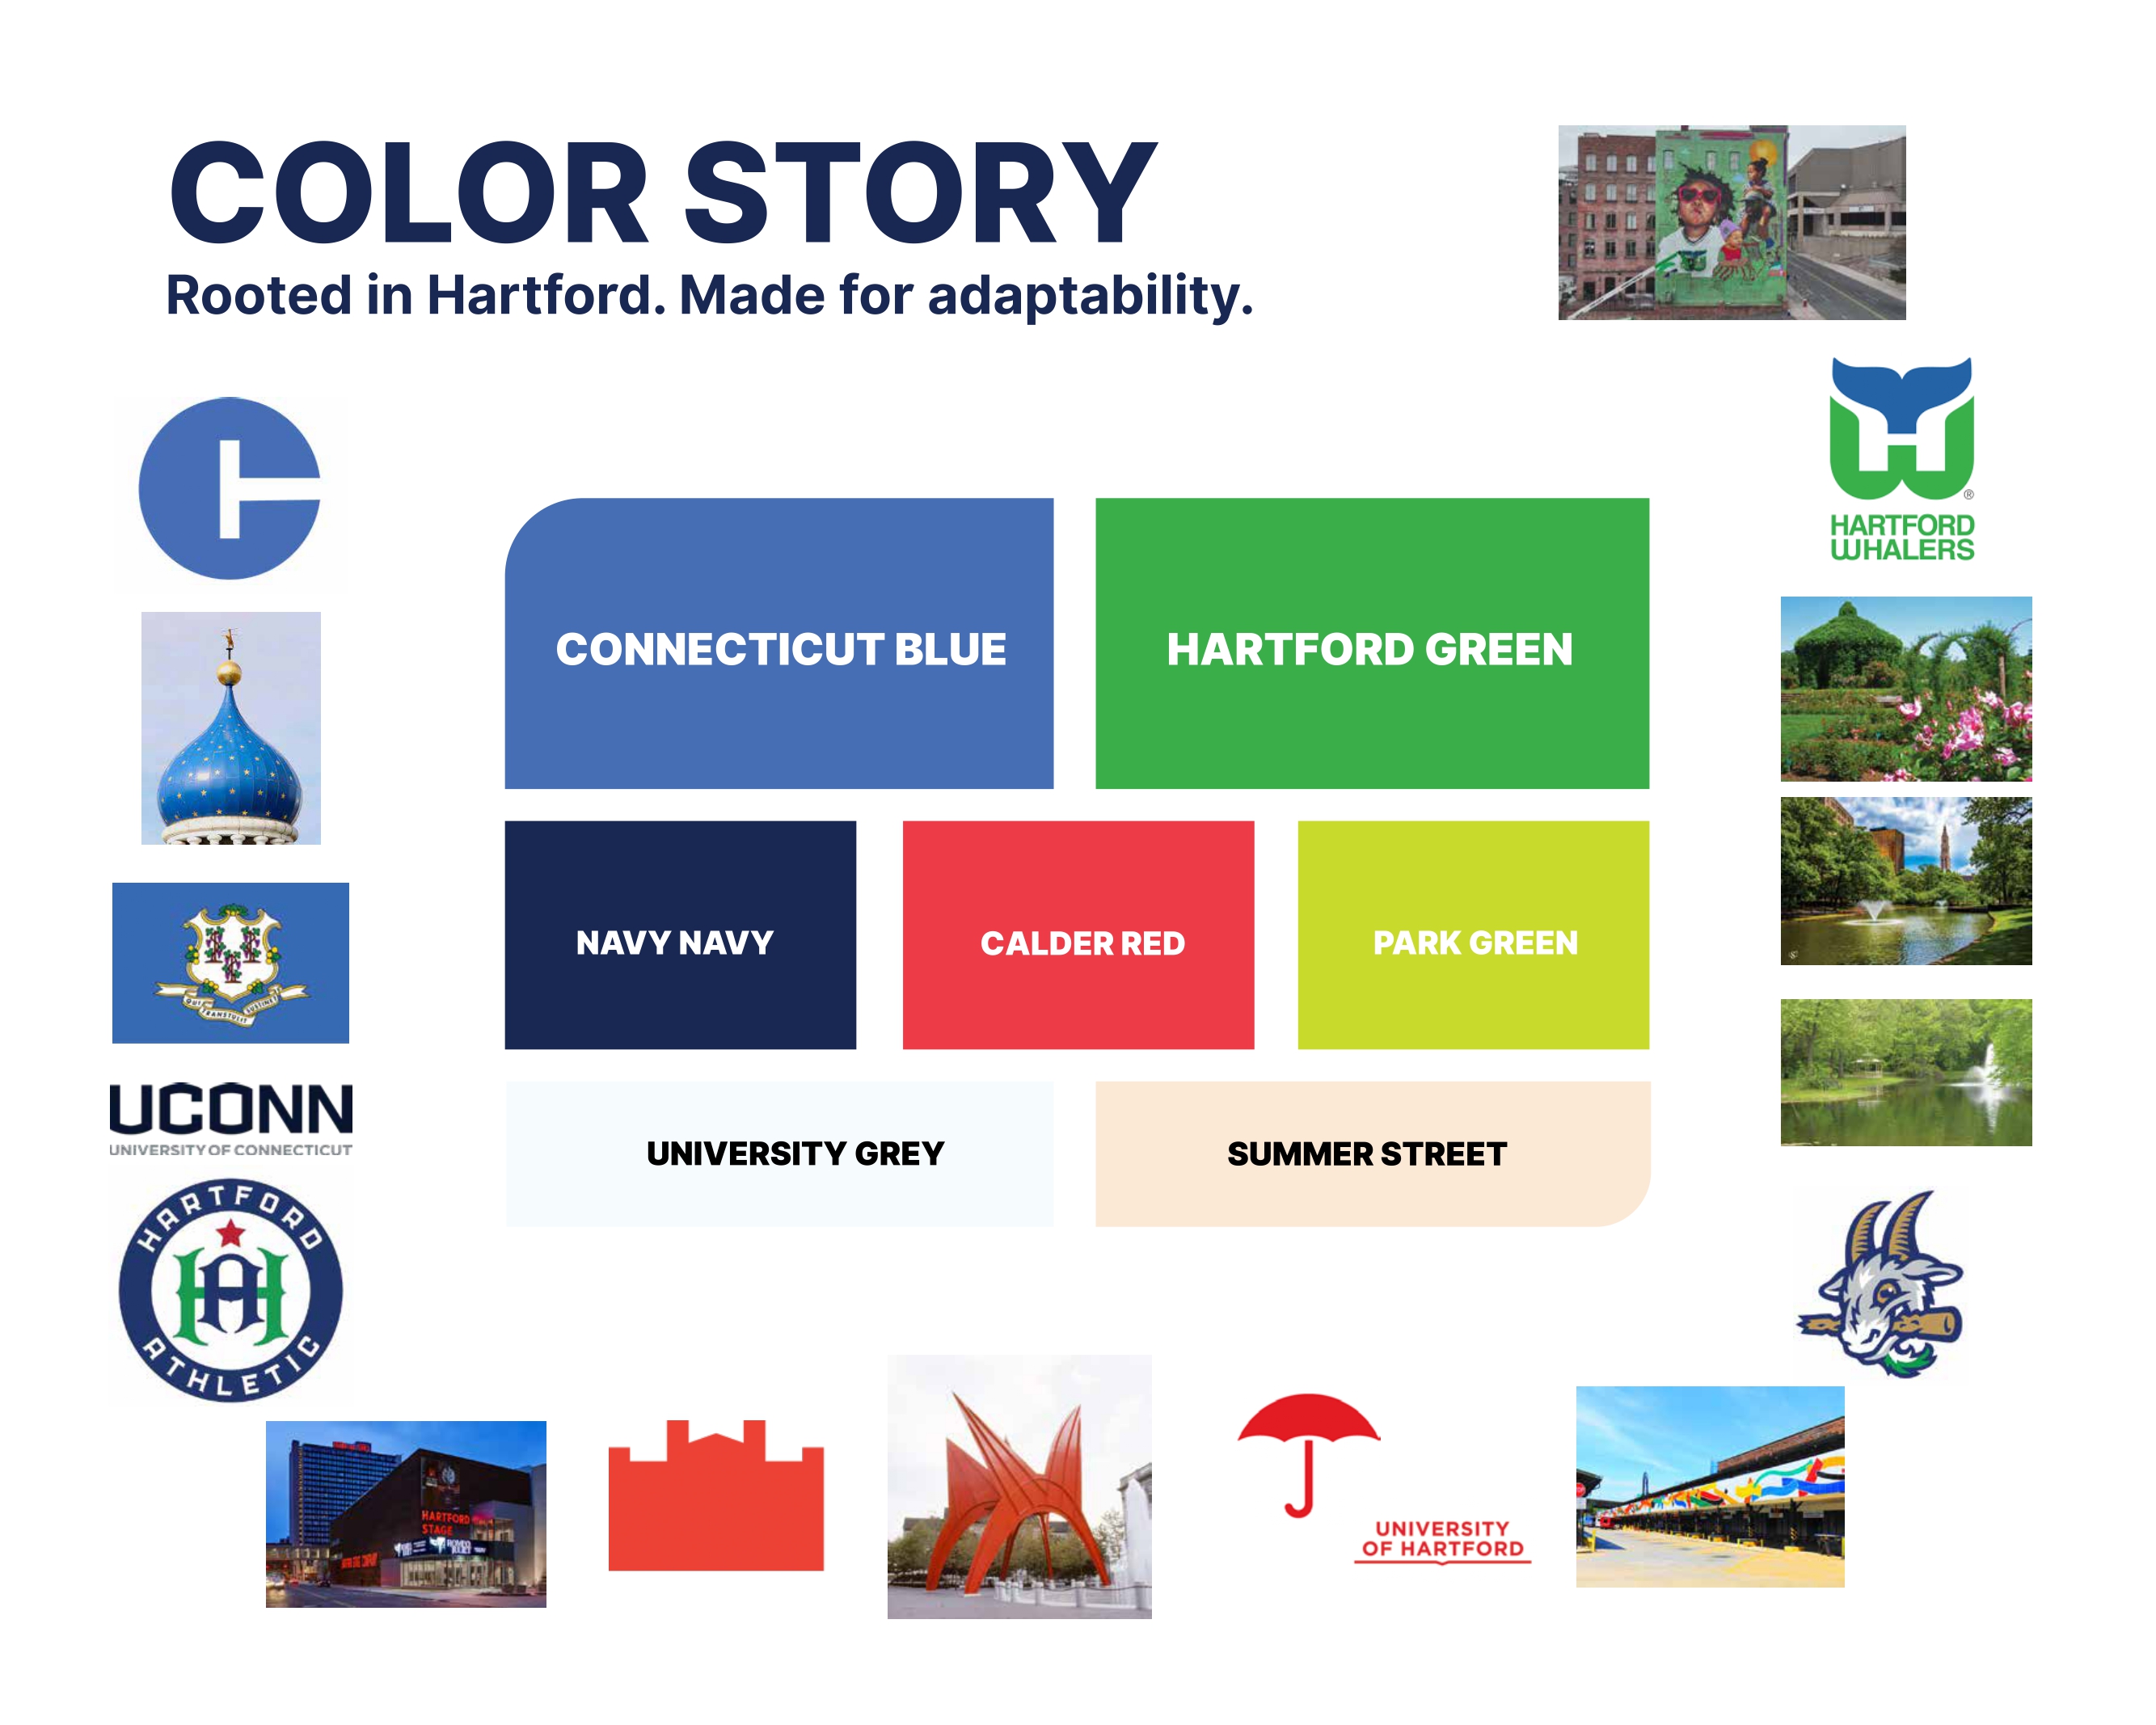 COLOR STORY
Rooted in Hartford. Made for adaptability.
®
HARTFORD
WHALERS
CONNECTICUT BLUE
HARTFORD GREEN
NAVY NAVY
CALDER RED
PARK GREEN
QUI TRANSTULIT SUSTINET
UCONN
UNIVERSITY OF CONNECTICUT
UNIVERSITY GREY
SUMMER STREET
HARTFORD
HA
ATHLETIC
HARTFORD
STAGE
UNIVERSITY
OF HARTFORD